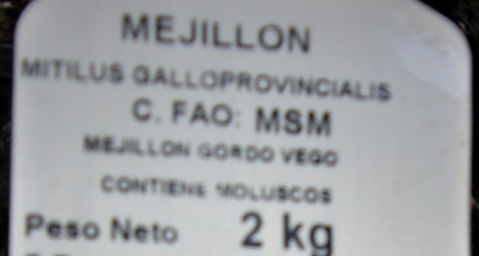 MEJILLON
MITILUS GALLOPROVINCIALIS
C. FAO: MSM
MEJILLON GORDO VEGO
CONTIENE MOLUSCOS
Peso Neto 2 kg